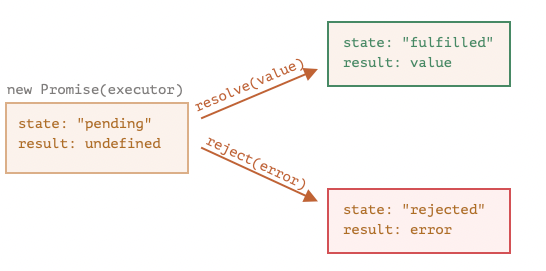 new Promise(executor)
state: "pending"
result: undefined
resolve(value)
reject(error)
state: "fulfilled"
result: value
state: "rejected"
result: error